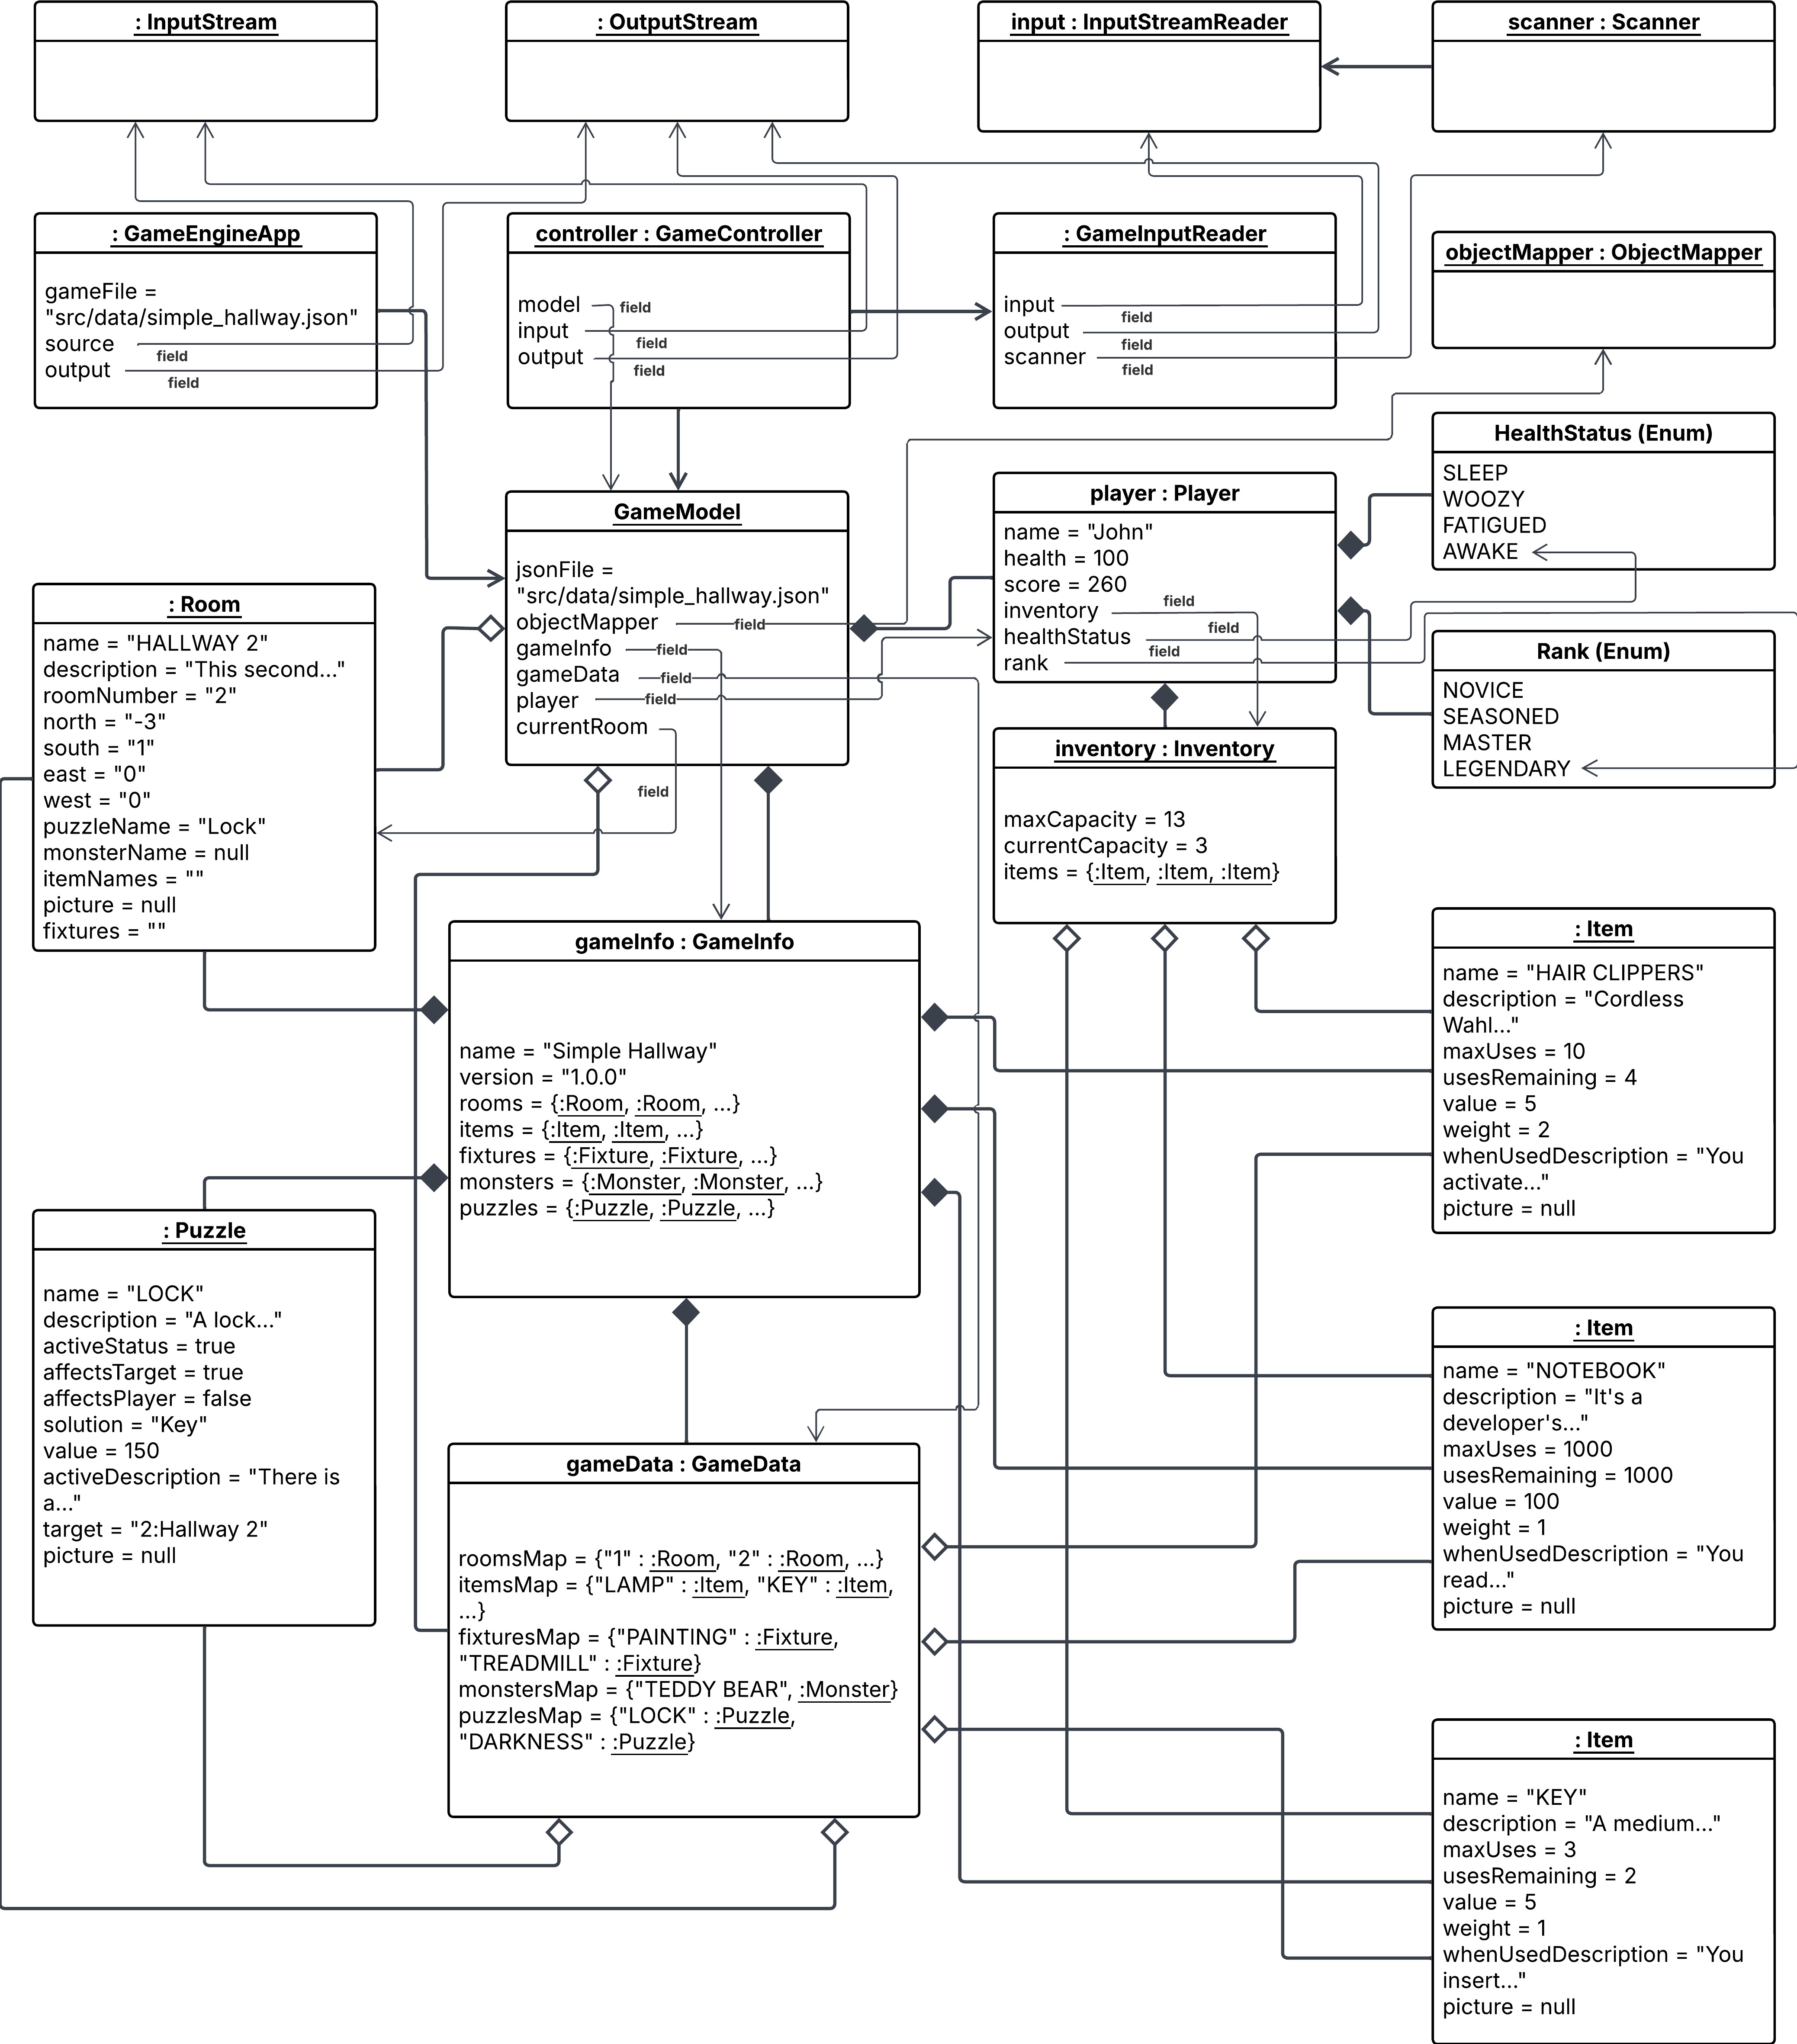 : InputStream
: OutputStream
input : InputStreamReader
scanner : Scanner
: GameEngineApp
gameFile =
"src/data/simple_hallway.json"
source
field
output
field
controller : GameController
model
field
input
field
output
field
: GameInputReader
input
field
output
field
scanner
field
objectMapper : ObjectMapper
HealthStatus (Enum)
SLEEP
WOOZY
FATIGUED
AWAKE
GameModel
jsonFile =
"src/data/simple_hallway.json"
objectMapper
field
gameInfo
field
gameData
field
player
field
currentRoom
field
player : Player
name = "John"
health = 100
score = 260
inventory
field
healthStatus
field
rank
field
Rank (Enum)
NOVICE
SEASONED
MASTER
LEGENDARY
: Room
name = "HALLWAY 2"
description = "This second..."
roomNumber = "2"
north = "-3"
south = "1"
east = "0"
west = "0"
puzzleName = "Lock"
monsterName = null
itemNames = ""
picture = null
fixtures = ""
inventory : Inventory
maxCapacity = 13
currentCapacity = 3
items = {:Item, :Item, :Item}
gameInfo : GameInfo
name = "Simple Hallway"
version = "1.0.0"
rooms = {:Room, :Room, ...}
items = {:Item, :Item, ...}
fixtures = {:Fixture, :Fixture, ...}
monsters = {:Monster, :Monster, ...}
puzzles = {:Puzzle, :Puzzle, ...}
: Item
name = "HAIR CLIPPERS"
description = "Cordless
Wahl..."
maxUses = 10
usesRemaining = 4
value = 5
weight = 2
whenUsedDescription = "You
activate..."
picture = null
: Puzzle
name = "LOCK"
description = "A lock..."
activeStatus = true
affectsTarget = true
affectsPlayer = false
solution = "Key"
value = 150
activeDescription = "There is
a..."
target = "2:Hallway 2"
picture = null
: Item
name = "NOTEBOOK"
description = "It's a
developer's..."
maxUses = 1000
usesRemaining = 1000
value = 100
weight = 1
whenUsedDescription = "You
read..."
picture = null
gameData : GameData
roomsMap = {"1" : :Room, "2" : :Room, ...}
itemsMap = {"LAMP" : :Item, "KEY" : :Item,
...}
fixturesMap = {"PAINTING" : :Fixture,
"TREADMILL" : :Fixture}
monstersMap = {"TEDDY BEAR", :Monster}
puzzlesMap = {"LOCK" : :Puzzle,
"DARKNESS" : :Puzzle}
: Item
name = "KEY"
description = "A medium..."
maxUses = 3
usesRemaining = 2
value = 5
weight = 1
whenUsedDescription = "You
insert..."
picture = null